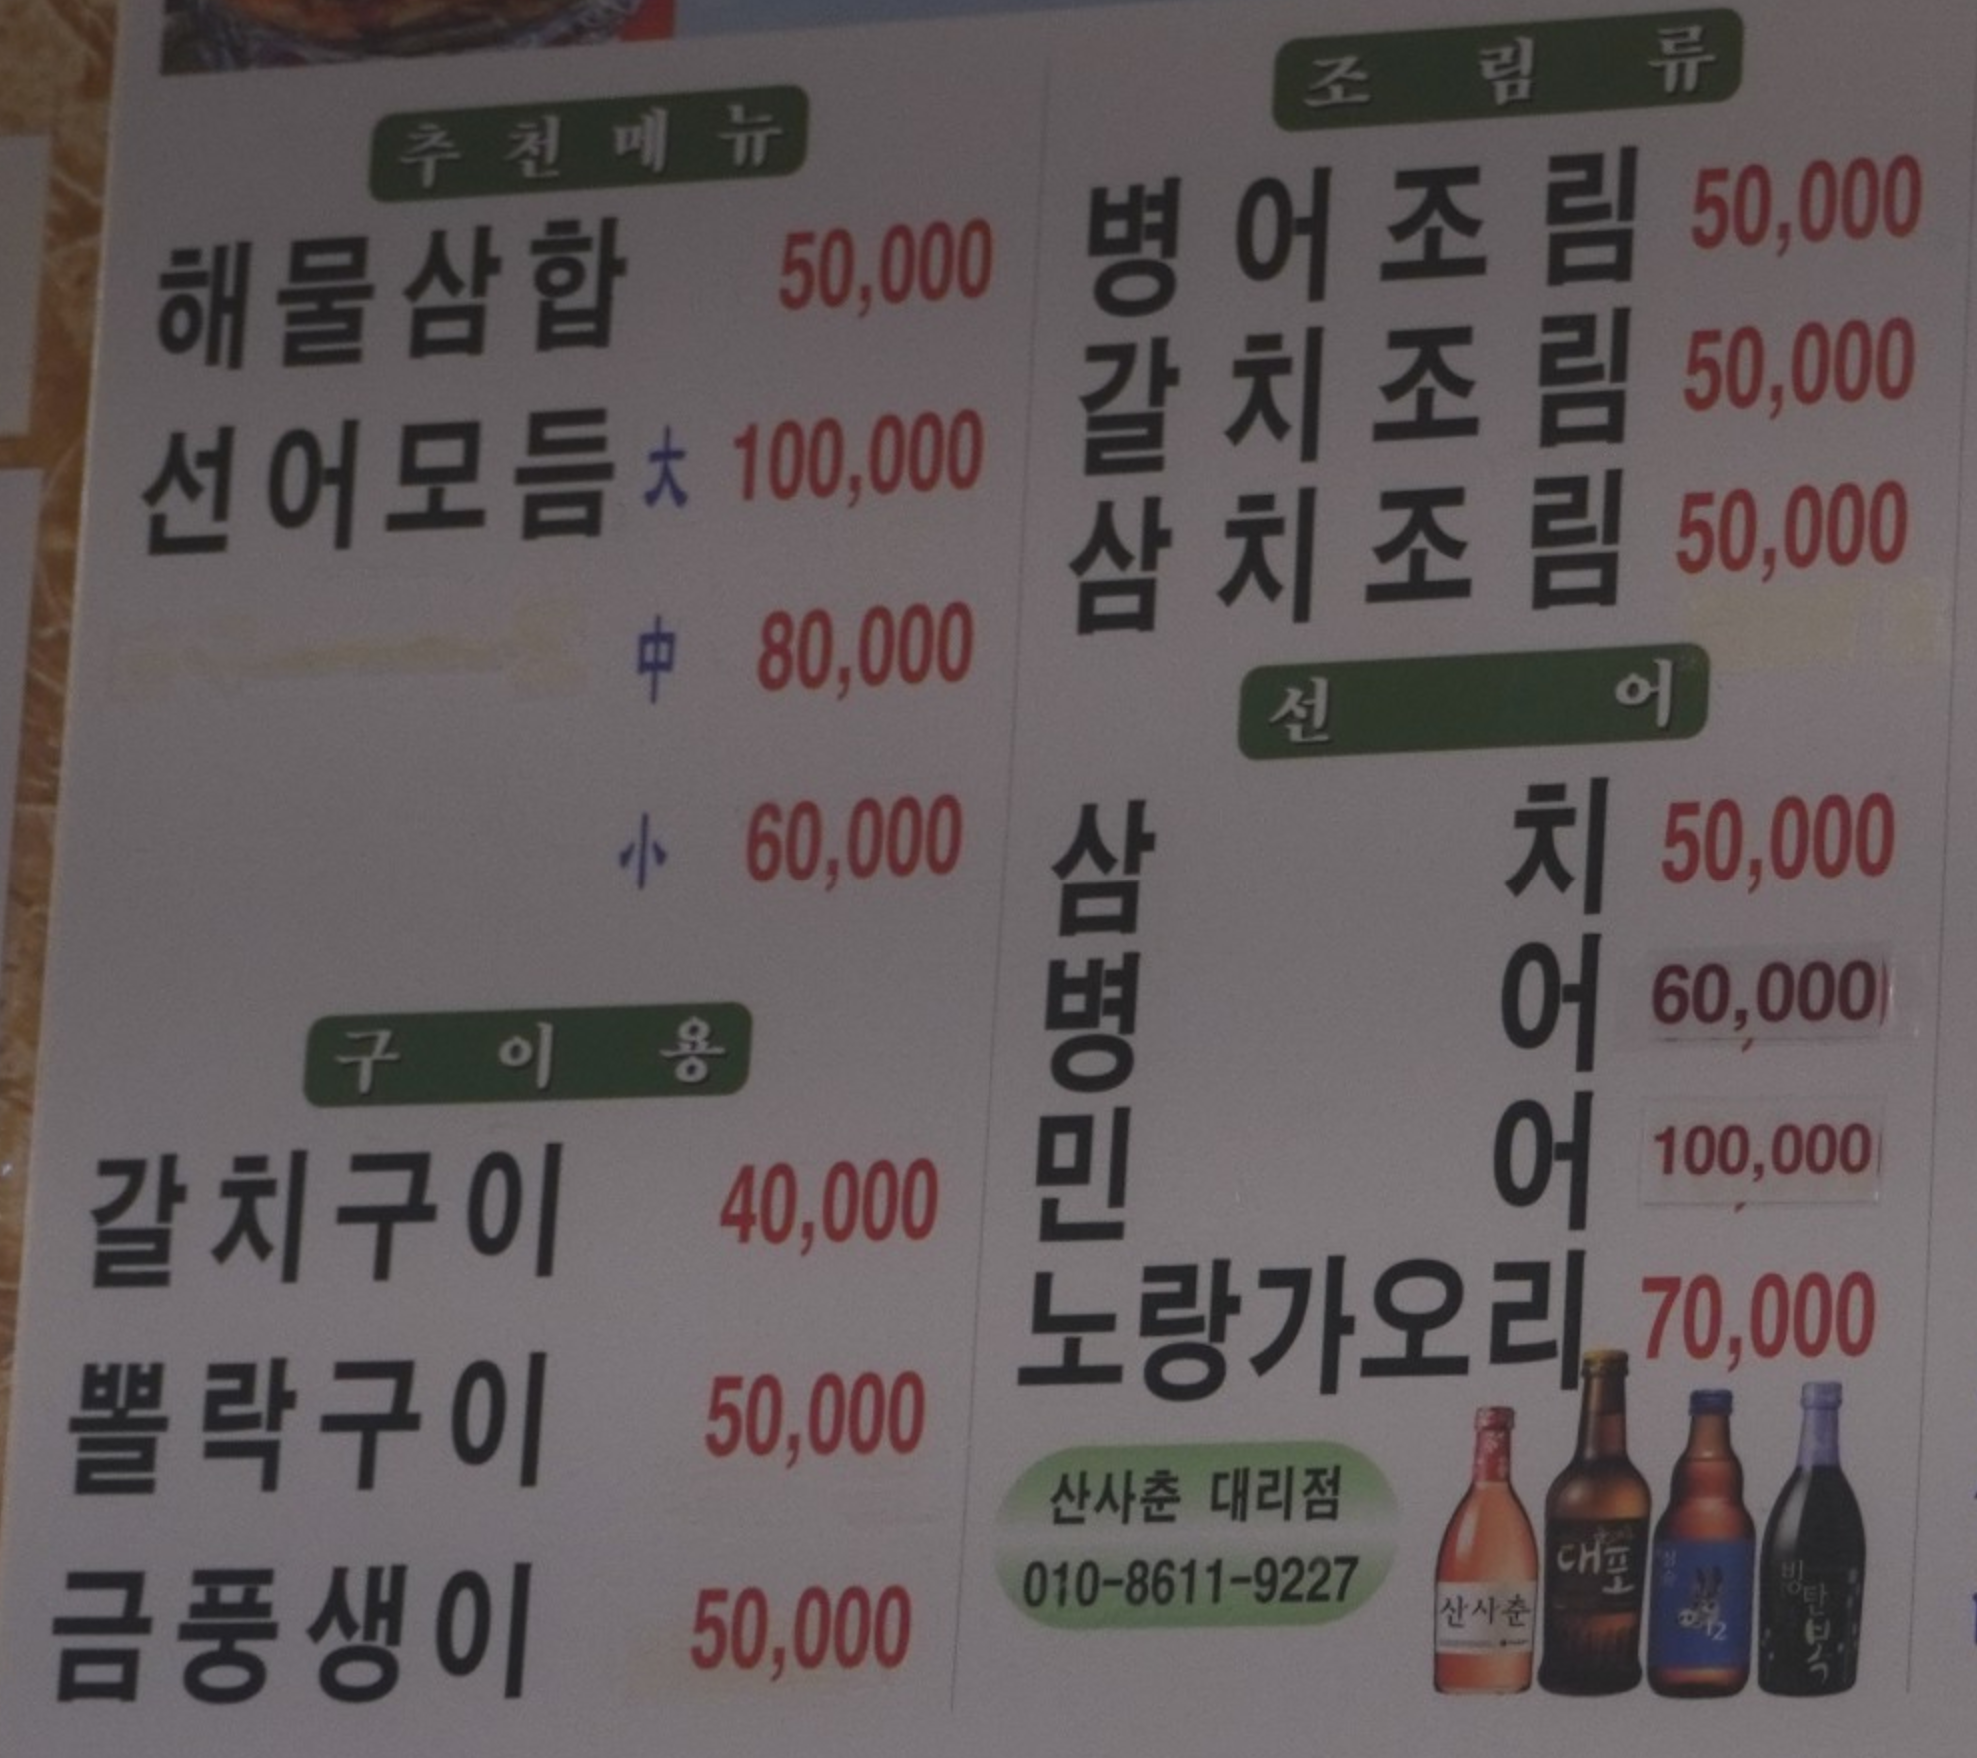 추천메뉴
해물삼합 50,000
선어모듬 大 100,000
中 80,000
小 60,000
구이용
갈치구이 40,000
뽈락구이 50,000
금풍생이 50,000
조림류
병어조림 50,000
갈치조림 50,000
삼치조림 50,000
선어
삼치 50,000
병어 60,000
민어 100,000
노랑가오리 70,000
산사춘 대리점
010-8611-9227
산사춘
대포
빙탄복